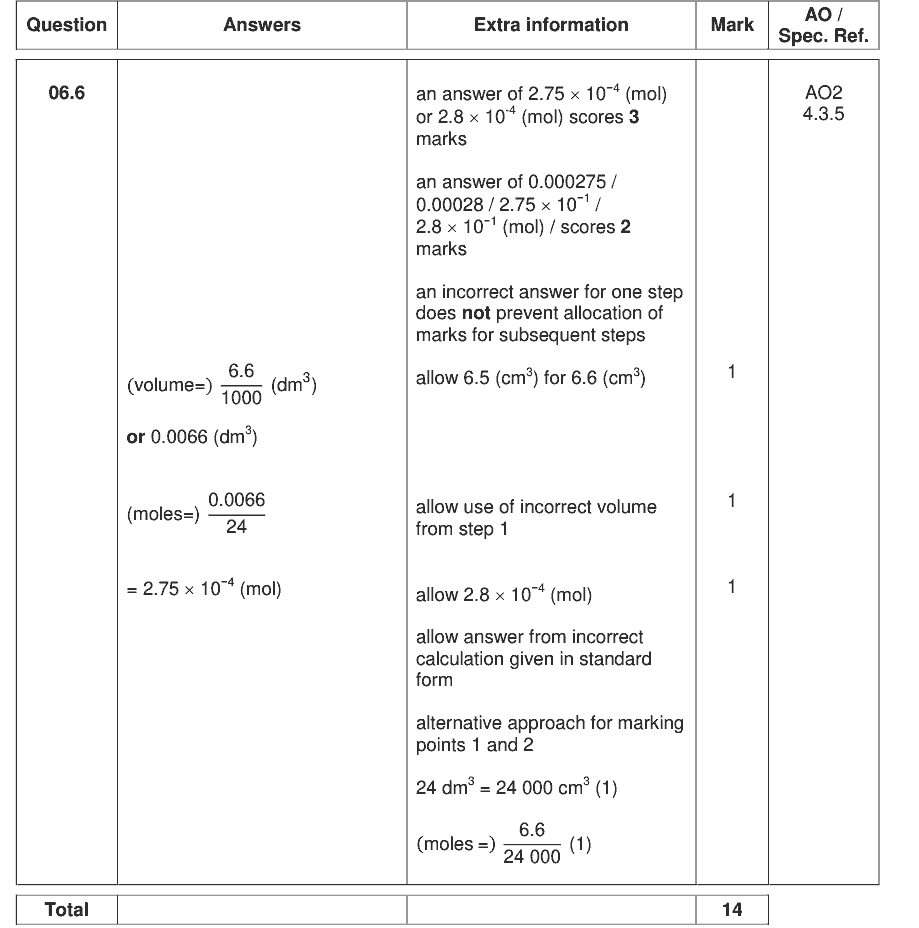 Question Answers Extra information Mark AO /
Spec. Ref.
06.6 an answer of 2.75 × 10⁻⁴ (mol) AO2
or 2.8 × 10⁻⁴ (mol) scores 3 4.3.5
marks
an answer of 0.000275 /
0.00028 / 2.75 × 10⁻¹ /
2.8 × 10⁻¹ (mol) / scores 2
marks
an incorrect answer for one step
does not prevent allocation of
marks for subsequent steps
(volume=) 6.6/1000 (dm³) allow 6.5 (cm³) for 6.6 (cm³) 1
or 0.0066 (dm³)
(moles=) 0.0066/24 allow use of incorrect volume 1
from step 1
= 2.75 × 10⁻⁴ (mol) allow 2.8 × 10⁻⁴ (mol) 1
allow answer from incorrect
calculation given in standard
form
alternative approach for marking
points 1 and 2
24 dm³ = 24 000 cm³ (1)
(moles =) 6.6/24 000 (1)
Total 14